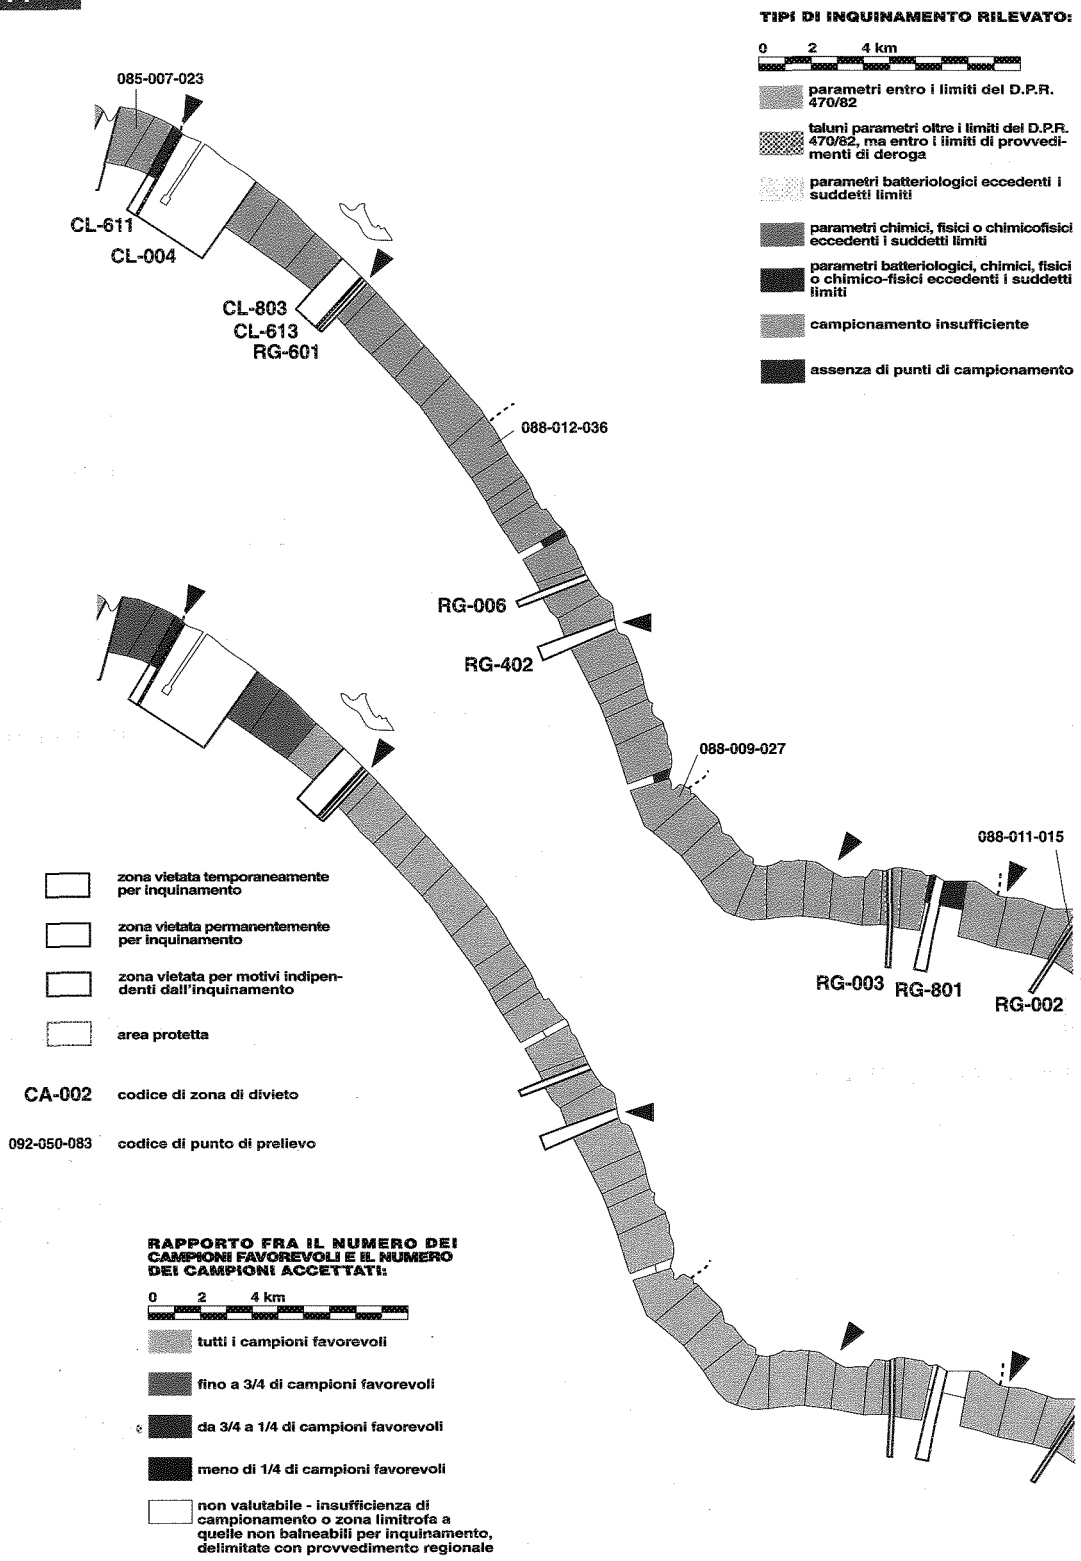 TIPI DI INQUINAMENTO RILEVATO:
0 2 4 km
parametri entro i limiti del D.P.R.
470/82
taluni parametri oltre i limiti del D.P.R.
470/82, ma entro i limiti di provvedi-
menti di deroga
parametri batteriologici eccedenti i
suddetti limiti
parametri chimici, fisici o chimicofisici
eccedenti i suddetti limiti
parametri batteriologici, chimici, fisici
o chimico-fisici eccedenti i suddetti
limiti
campionamento insufficiente
assenza di punti di campionamento
085-007-023
CL-611
CL-004
CL-803
CL-613
RG-601
088-012-036
RG-006
RG-402
088-009-027
088-011-015
RG-003
RG-801
RG-002
zona vietata temporaneamente
per inquinamento
zona vietata permanentemente
per inquinamento
zona vietata per motivi indipen-
denti dall'inquinamento
area protetta
CA-002 codice di zona di divieto
092-050-083 codice di punto di prelievo
RAPPORTO FRA IL NUMERO DEI
CAMPIONI FAVOREVOLI E IL NUMERO
DEI CAMPIONI ACCETTATI:
0 2 4 km
tutti i campioni favorevoli
fino a 3/4 di campioni favorevoli
da 3/4 a 1/4 di campioni favorevoli
meno di 1/4 di campioni favorevoli
non valutabile - insufficienza di
campionamento o zona limitrofa a
quelle non balneabili per inquinamento,
delimitate con provvedimento regionale